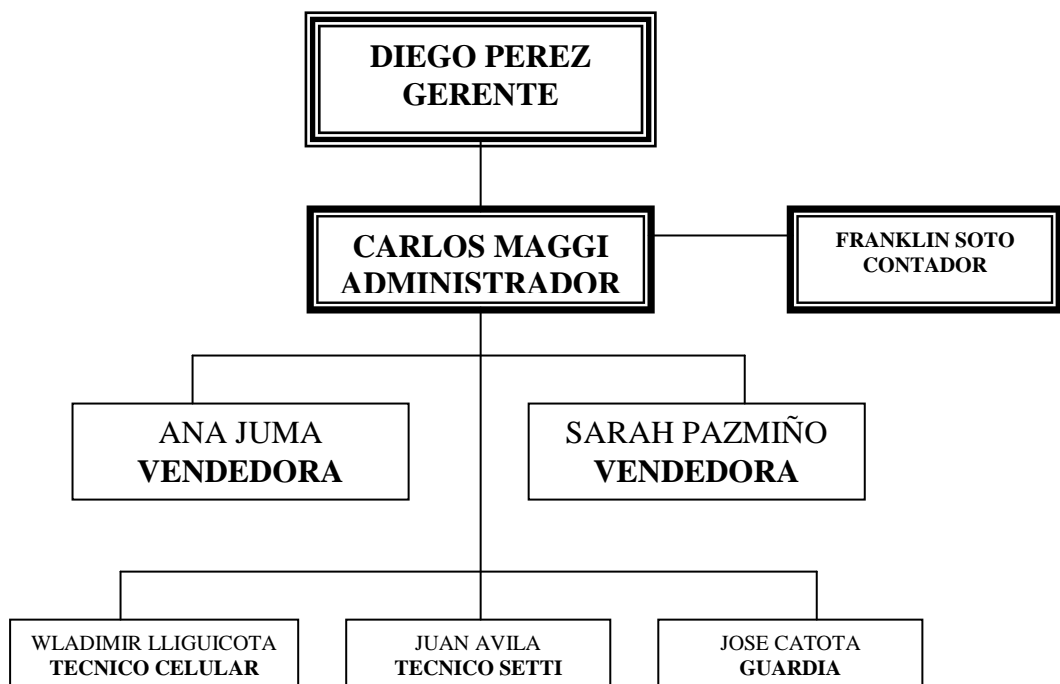 DIEGO PEREZ
GERENTE
CARLOS MAGGI
ADMINISTRADOR
FRANKLIN SOTO
CONTADOR
ANA JUMA
VENDEDORA
SARAH PAZMIÑO
VENDEDORA
WLADIMIR LLIGUICOTA
TECNICO CELULAR
JUAN AVILA
TECNICO SETTI
JOSE CATOTA
GUARDIA